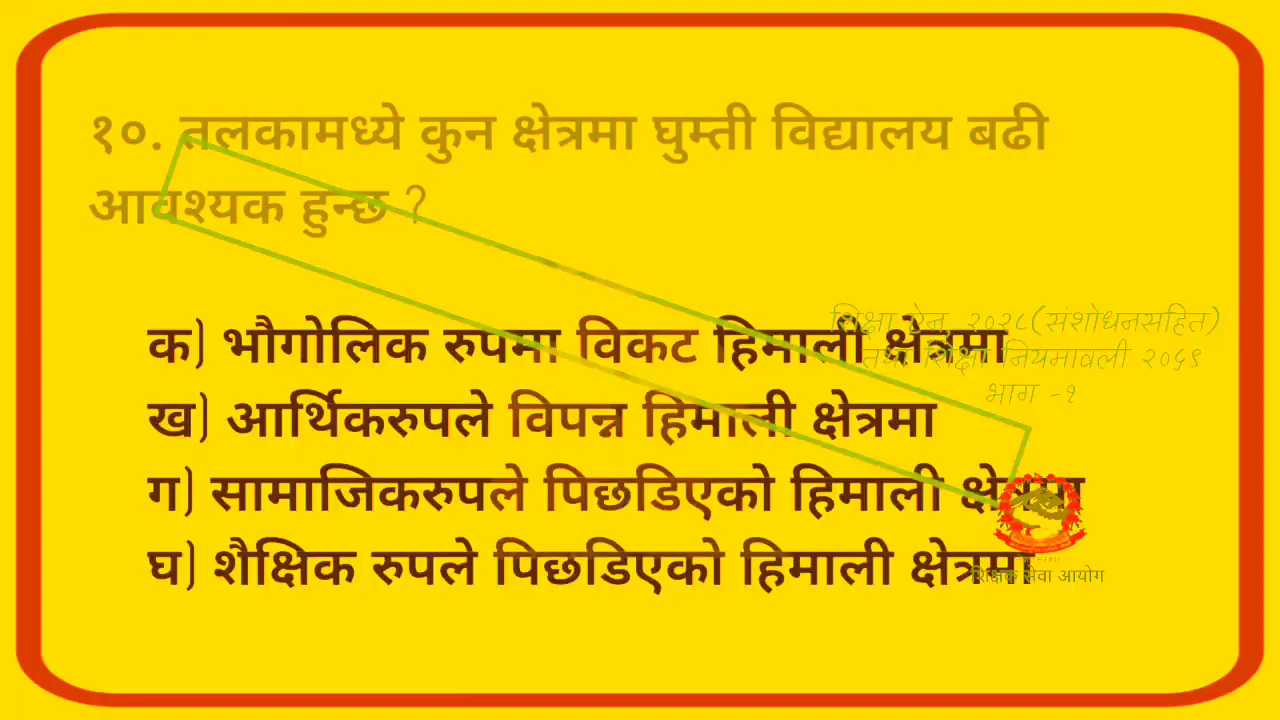 १०. तलकामध्ये कुन क्षेत्रमा घुम्ती विद्यालय बढी
आवश्यक हुन्छ ?
क) भौगोलिक रुपमा विकट हिमाली क्षेत्रमा
ख) आर्थिकरुपले विपन्न हिमाली क्षेत्रमा
ग) सामाजिकरुपले पिछडिएको हिमाली क्षेत्रमा
घ) शैक्षिक रुपले पिछडिएको हिमाली क्षेत्रमा
शिक्षा ऐन, २०२८(संशोधनसहित)
तथा शिक्षा नियमावली २०५९
भाग -१
शिक्षक सेवा आयोग